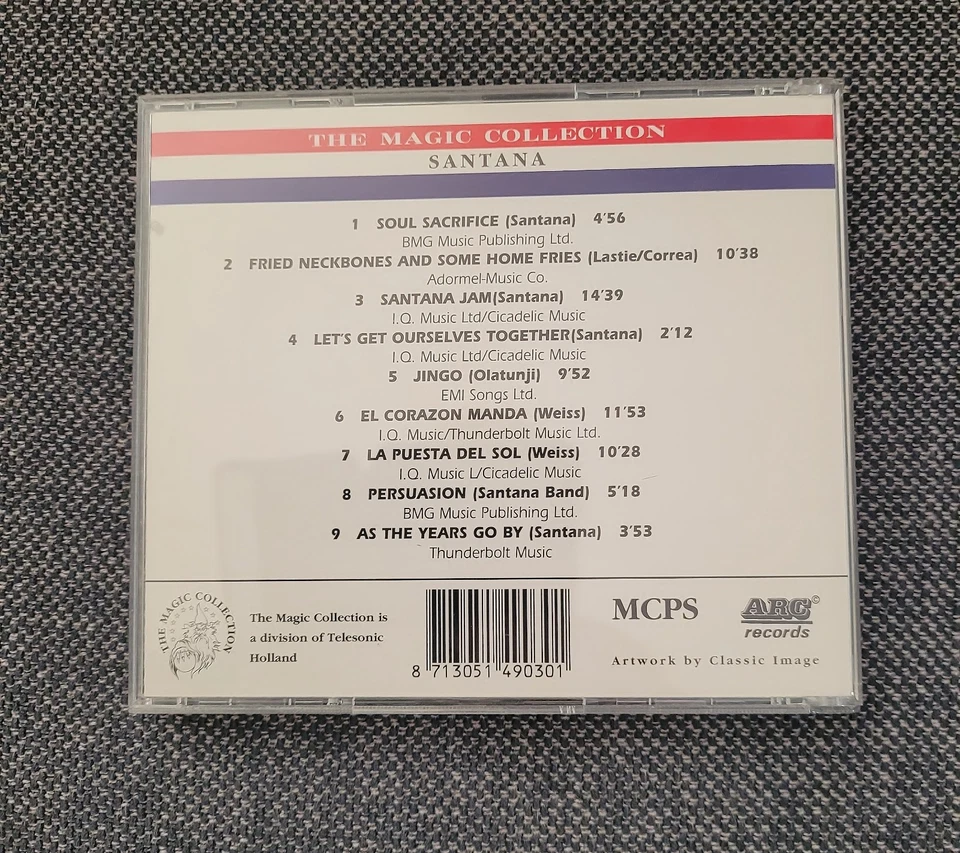 THE MAGIC COLLECTION
SANTANA
1 SOUL SACRIFICE (Santana) 4'56
BMG Music Publishing Ltd.
2 FRIED NECKBONES AND SOME HOME FRIES (Lastie/Correa) 10'38
Adormel-Music Co.
3 SANTANA JAM(Santana) 14'39
I.Q. Music Ltd/Cicadelic Music
4 LET'S GET OURSELVES TOGETHER(Santana) 2'12
I.Q. Music Ltd/Cicadelic Music
5 JINGO (Olatunji) 9'52
EMI Songs Ltd.
6 EL CORAZON MANDA (Weiss) 11'53
I.Q. Music/Thunderbolt Music Ltd.
7 LA PUESTA DEL SOL (Weiss) 10'28
I.Q. Music L/Cicadelic Music
8 PERSUASION (Santana Band) 5'18
BMG Music Publishing Ltd.
9 AS THE YEARS GO BY (Santana) 3'53
Thunderbolt Music
THE MAGIC COLLECTION
The Magic Collection is
a division of Telesonic
Holland
8 713051 490301
MCPS
ARC©
records
Artwork by Classic Image